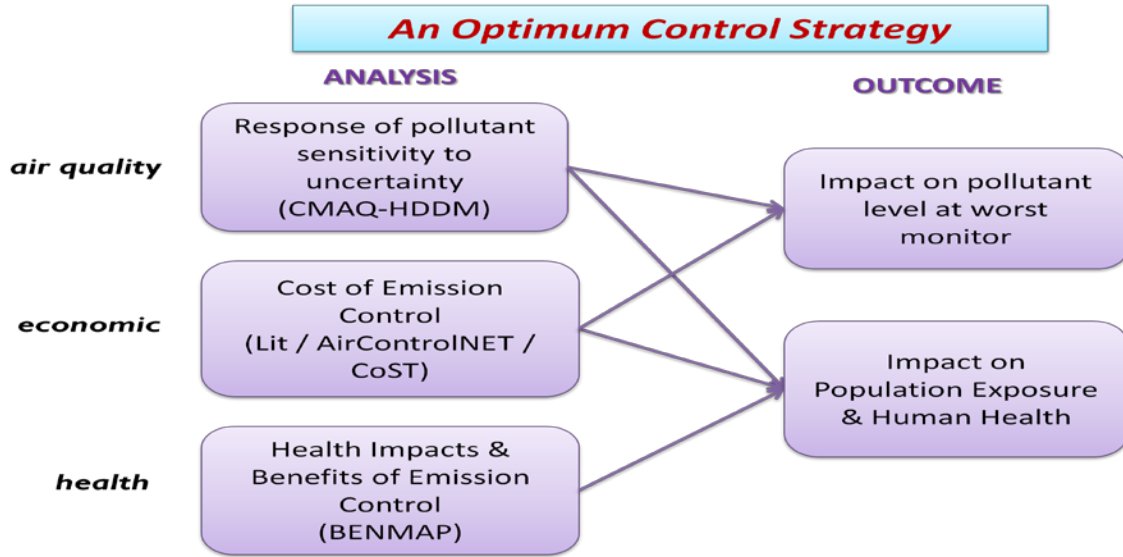 An Optimum Control Strategy
ANALYSIS
OUTCOME
air quality
Response of pollutant
sensitivity to
uncertainty
(CMAQ-HDDM)
Impact on pollutant
level at worst
monitor
economic
Cost of Emission
Control
(Lit / AirControlNET /
CoST)
Impact on
Population Exposure
& Human Health
health
Health Impacts &
Benefits of Emission
Control
(BENMAP)